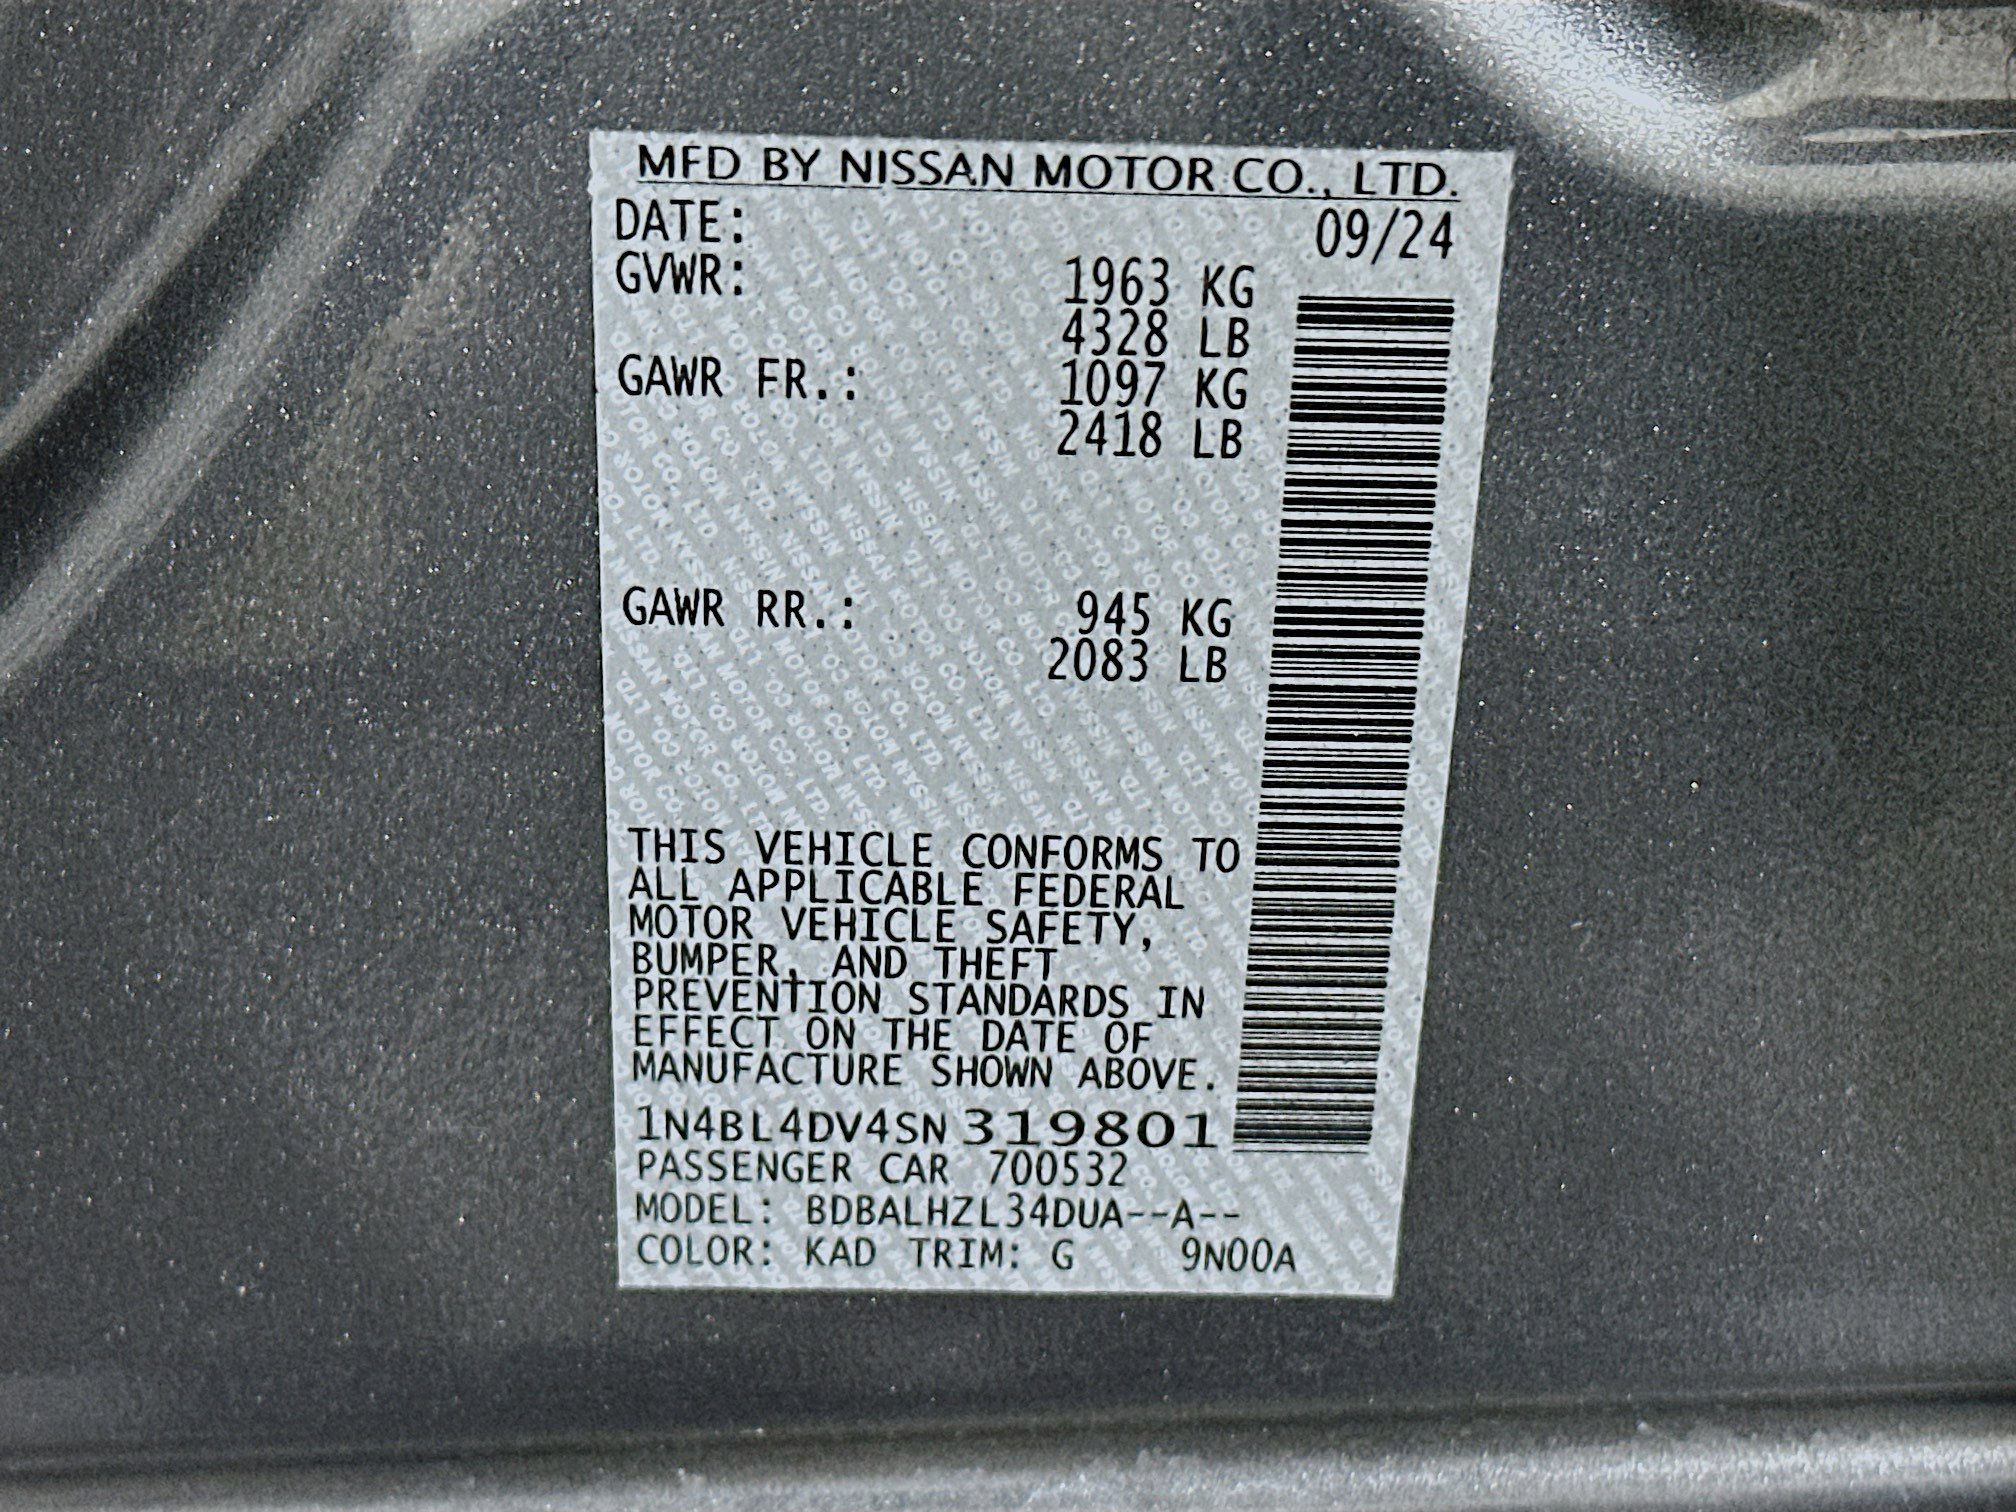 MFD BY NISSAN MOTOR CO., LTD.
DATE: 09/24
GVWR: 1963 KG
4328 LB
GAWR FR.: 1097 KG
2418 LB
GAWR RR.: 945 KG
2083 LB
THIS VEHICLE CONFORMS TO
ALL APPLICABLE FEDERAL
MOTOR VEHICLE SAFETY,
BUMPER, AND THEFT
PREVENTION STANDARDS IN
EFFECT ON THE DATE OF
MANUFACTURE SHOWN ABOVE.
1N4BL4DV4SN319801
PASSENGER CAR 700532
MODEL: BDBALHZL34DUA--A--
COLOR: KAD TRIM: G 9N00A